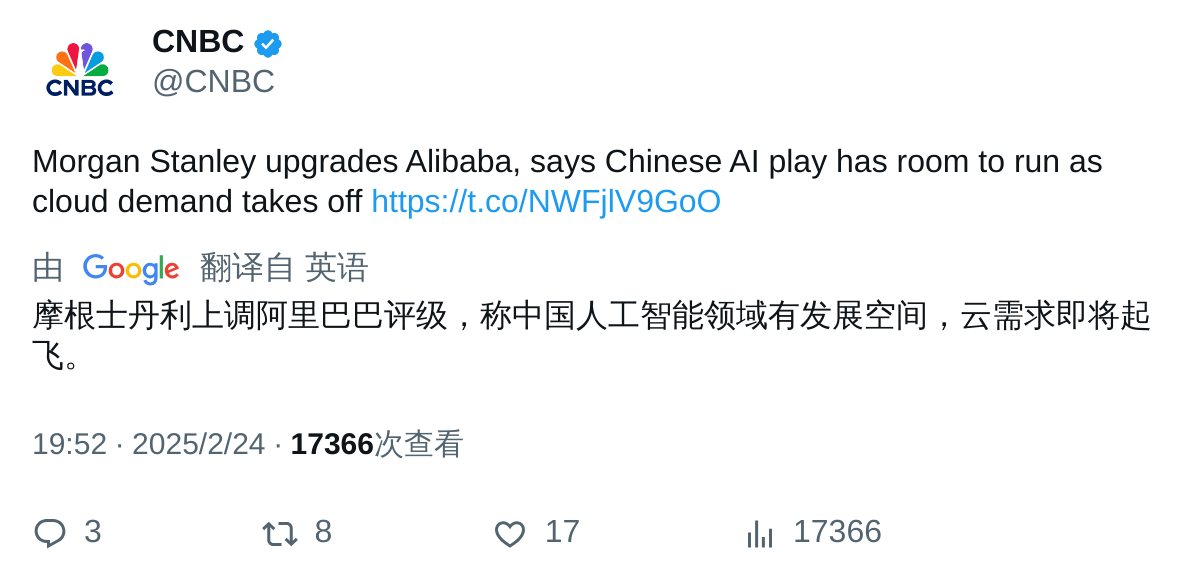 CNBC
CNBC
@CNBC
Morgan Stanley upgrades Alibaba, says Chinese AI play has room to run as
cloud demand takes off https://t.co/NWFjlV9GoO
由 Google 翻译自 英语
摩根士丹利上调阿里巴巴评级，称中国人工智能领域有发展空间，云需求即将起
飞。
19:52 · 2025/2/24 · 17366次查看
3 8 17 17366